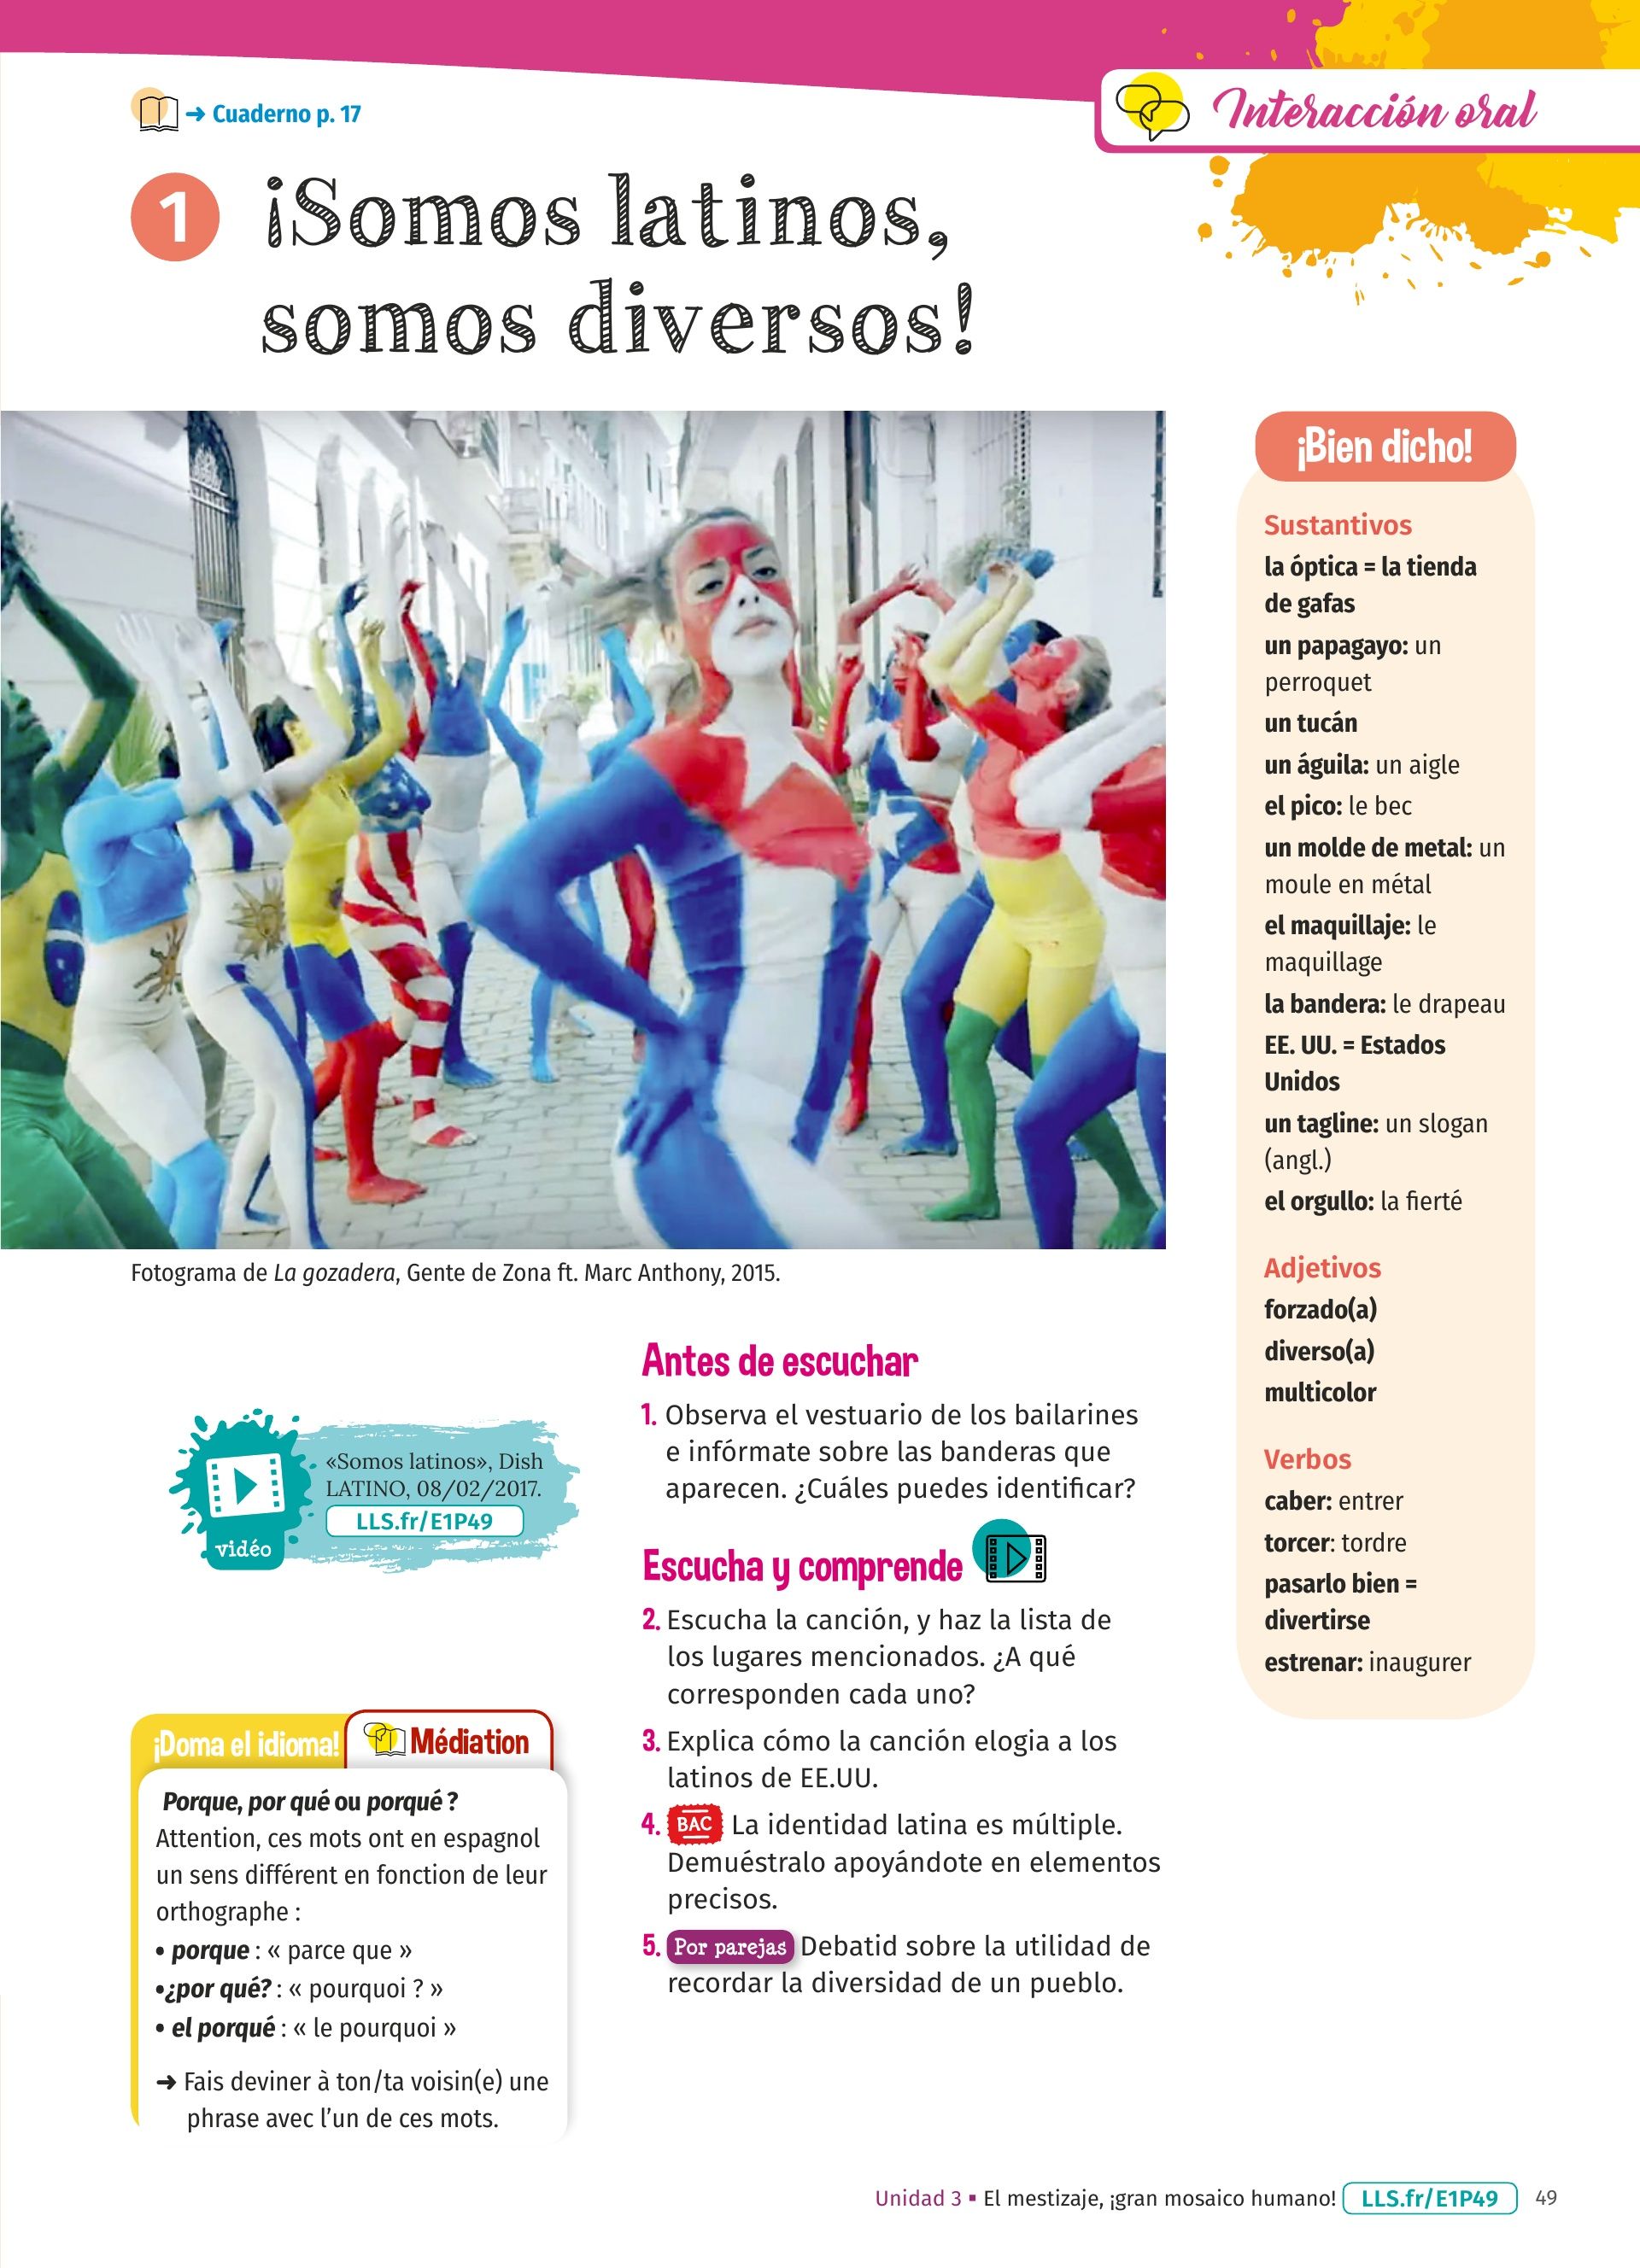 ➜ Cuaderno p. 17
Interacción oral
1
¡Somos latinos,
somos diversos!
Fotograma de La gozadera, Gente de Zona ft. Marc Anthony, 2015.
«Somos latinos», Dish
LATINO, 08/02/2017.
LLS.fr/E1P49
vidéo
¡Doma el idioma!
Médiation
Porque, por qué ou porqué ?
Attention, ces mots ont en espagnol
un sens différent en fonction de leur
orthographe :
• porque : « parce que »
•¿por qué? : « pourquoi ? »
• el porqué : « le pourquoi »
➜ Fais deviner à ton/ta voisin(e) une
phrase avec l'un de ces mots.
Antes de escuchar
1. Observa el vestuario de los bailarines
e infórmate sobre las banderas que
aparecen. ¿Cuáles puedes identificar?
Escucha y comprende
2. Escucha la canción, y haz la lista de
los lugares mencionados. ¿A qué
corresponden cada uno?
3. Explica cómo la canción elogia a los
latinos de EE.UU.
4. BAC La identidad latina es múltiple.
Demuéstralo apoyándote en elementos
precisos.
5. Por parejas Debatid sobre la utilidad de
recordar la diversidad de un pueblo.
¡Bien dicho!
Sustantivos
la óptica = la tienda
de gafas
un papagayo: un
perroquet
un tucán
un águila: un aigle
el pico: le bec
un molde de metal: un
moule en métal
el maquillaje: le
maquillage
la bandera: le drapeau
EE. UU. = Estados
Unidos
un tagline: un slogan
(angl.)
el orgullo: la fierté
Adjetivos
forzado(a)
diverso(a)
multicolor
Verbos
caber: entrer
torcer: tordre
pasarlo bien =
divertirse
estrenar: inaugurer
Unidad 3 ▪ El mestizaje, ¡gran mosaico humano! LLS.fr/E1P49 49